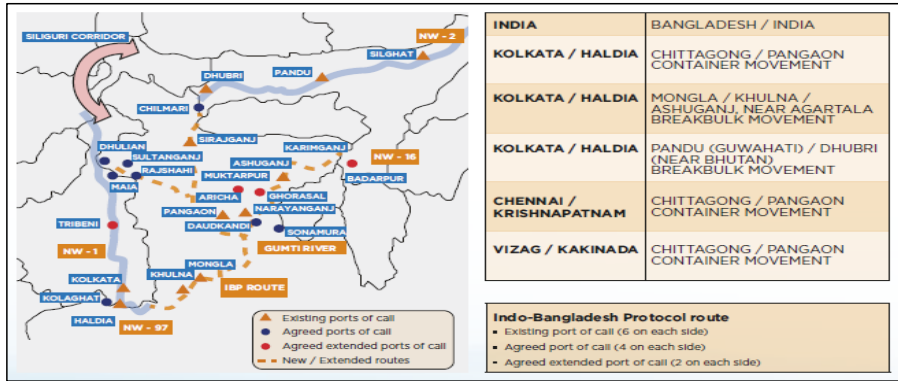 SILIGURI CORRIDOR
NW - 2
SILGHAT
PANDU
DHUBRI
CHILMARI
SIRAJGANJ
KARIMGANJ
NW - 16
DHULIAN
SULTANGANJ
ASHUGANJ
RAJSHAHI
MUKTARPUR
BADARPUR
MAIA
ARICHA
GHORASAL
PANGAON
NARAYANGANJ
TRIBENI
DAUDKANDI
SONAMURA
NW - 1
GUMTI RIVER
MONGLA
KOLKATA
KHULNA
IBP ROUTE
KOLAGHAT
HALDIA
NW - 97
Existing ports of call
Agreed ports of call
Agreed extended ports of call
New / Extended routes
INDIA BANGLADESH / INDIA
KOLKATA / HALDIA CHITTAGONG / PANGAON
CONTAINER MOVEMENT
KOLKATA / HALDIA MONGLA / KHULNA /
ASHUGANJ, NEAR AGARTALA
BREAKBULK MOVEMENT
KOLKATA / HALDIA PANDU (GUWAHATI) / DHUBRI
(NEAR BHUTAN)
BREAKBULK MOVEMENT
CHENNAI / CHITTAGONG / PANGAON
KRISHNAPATNAM CONTAINER MOVEMENT
VIZAG / KAKINADA CHITTAGONG / PANGAON
CONTAINER MOVEMENT
Indo-Bangladesh Protocol route
▪ Existing port of call (6 on each side)
▪ Agreed port of call (4 on each side)
▪ Agreed extended port of call (2 on each side)